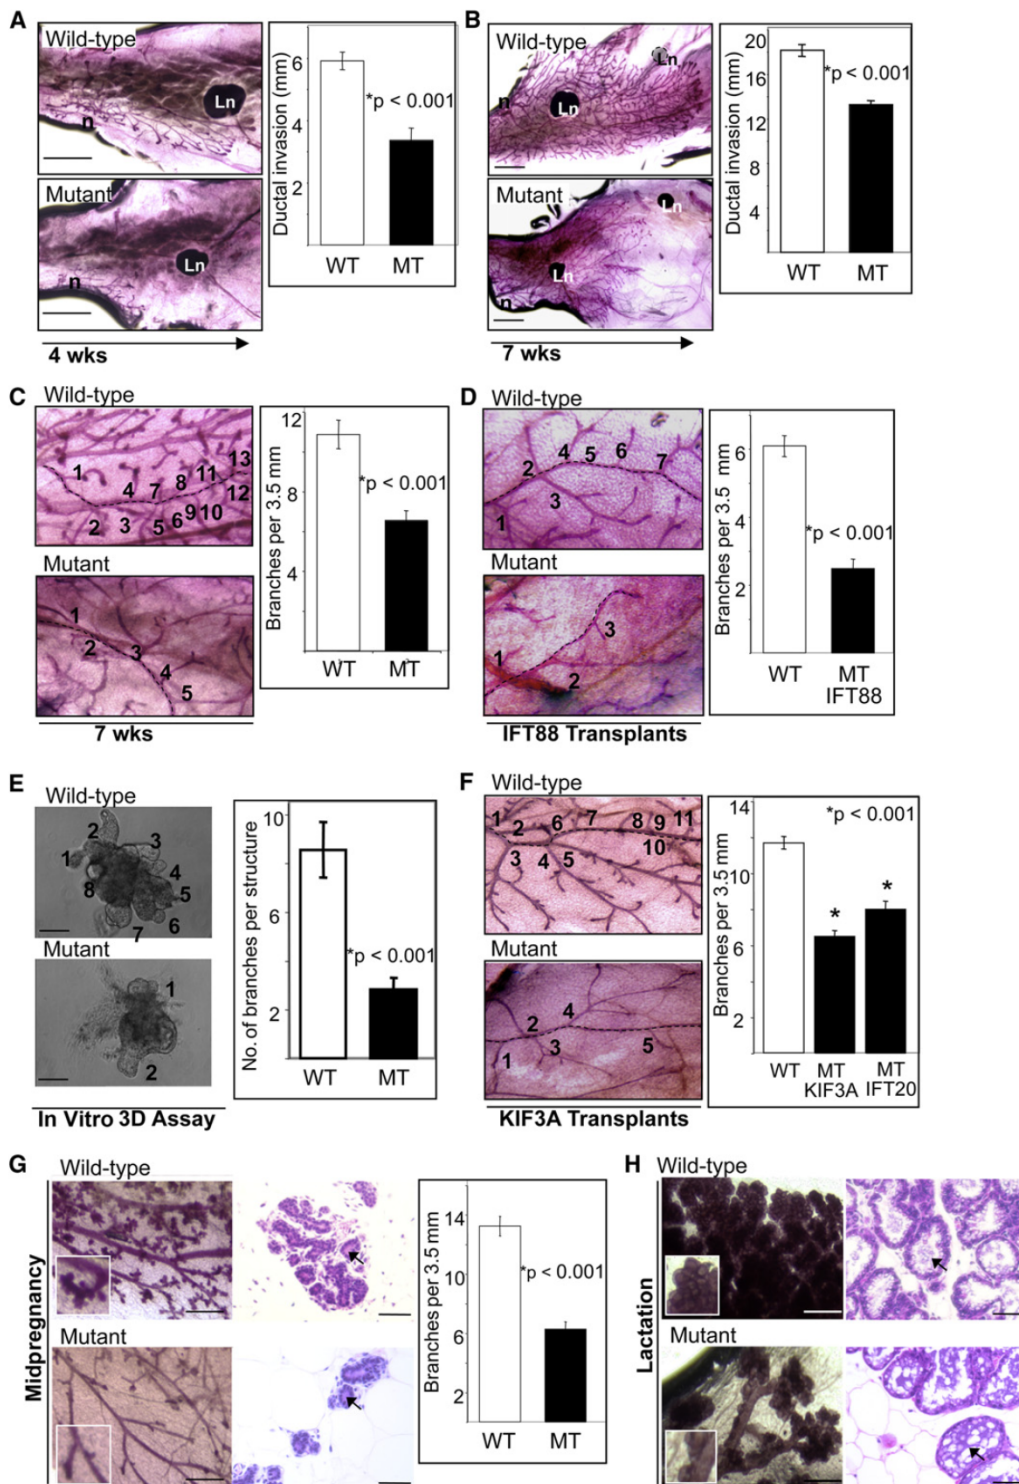 A
Wild-type
Ln
n
Mutant
Ln
n
4 wks
Ductal invasion (mm)
6
4
2
*p < 0.001
WT MT
B
Wild-type
Ln
n
Ln
Mutant
Ln
Ln
n
7 wks
Ductal invasion (mm)
20
16
12
8
4
*p < 0.001
WT MT
C
Wild-type
1
2
3
4
5
6
7
8
9
10
11
12
13
Mutant
1
2
3
4
5
7 wks
Branches per 3.5 mm
12
8
4
*p < 0.001
WT MT
D
Wild-type
1
2
3
4
5
6
7
Mutant
1
2
3
IFT88 Transplants
Branches per 3.5 mm
6
4
2
*p < 0.001
WT MT
IFT88
E
Wild-type
1
2
3
4
5
6
7
8
Mutant
1
2
In Vitro 3D Assay
No. of branches per structure
10
6
2
*p < 0.001
WT MT
F
Wild-type
1
2
3
4
5
6
7
8
9
10
11
Mutant
1
2
3
4
5
KIF3A Transplants
Branches per 3.5 mm
14
10
6
2
*p < 0.001
*
*
WT MT MT
KIF3A IFT20
G
Wild-type
Mutant
Midpregnancy
Branches per 3.5 mm
14
10
6
2
*p < 0.001
WT MT
H
Wild-type
Mutant
Lactation